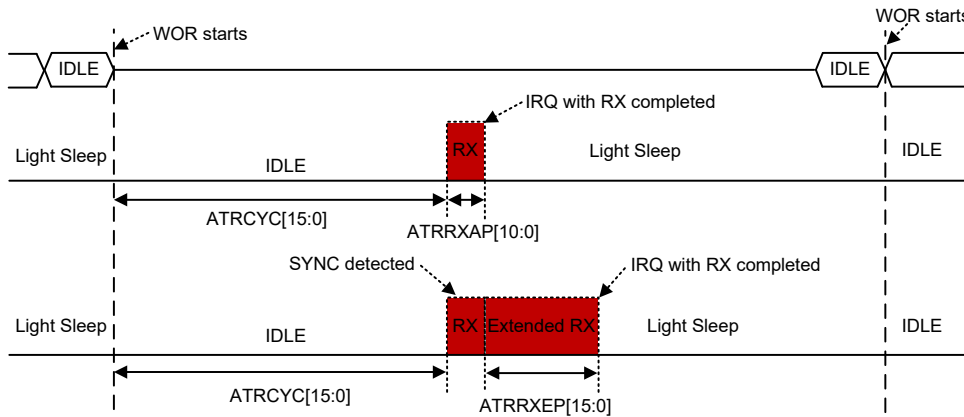 WOR starts
WOR starts
IDLE
IDLE
IRQ with RX completed
Light Sleep
IDLE
RX
Light Sleep
IDLE
ATRCYC[15:0]
ATRRXAP[10:0]
SYNC detected
IRQ with RX completed
Light Sleep
IDLE
RX
Extended RX
Light Sleep
IDLE
ATRCYC[15:0]
ATRRXEP[15:0]